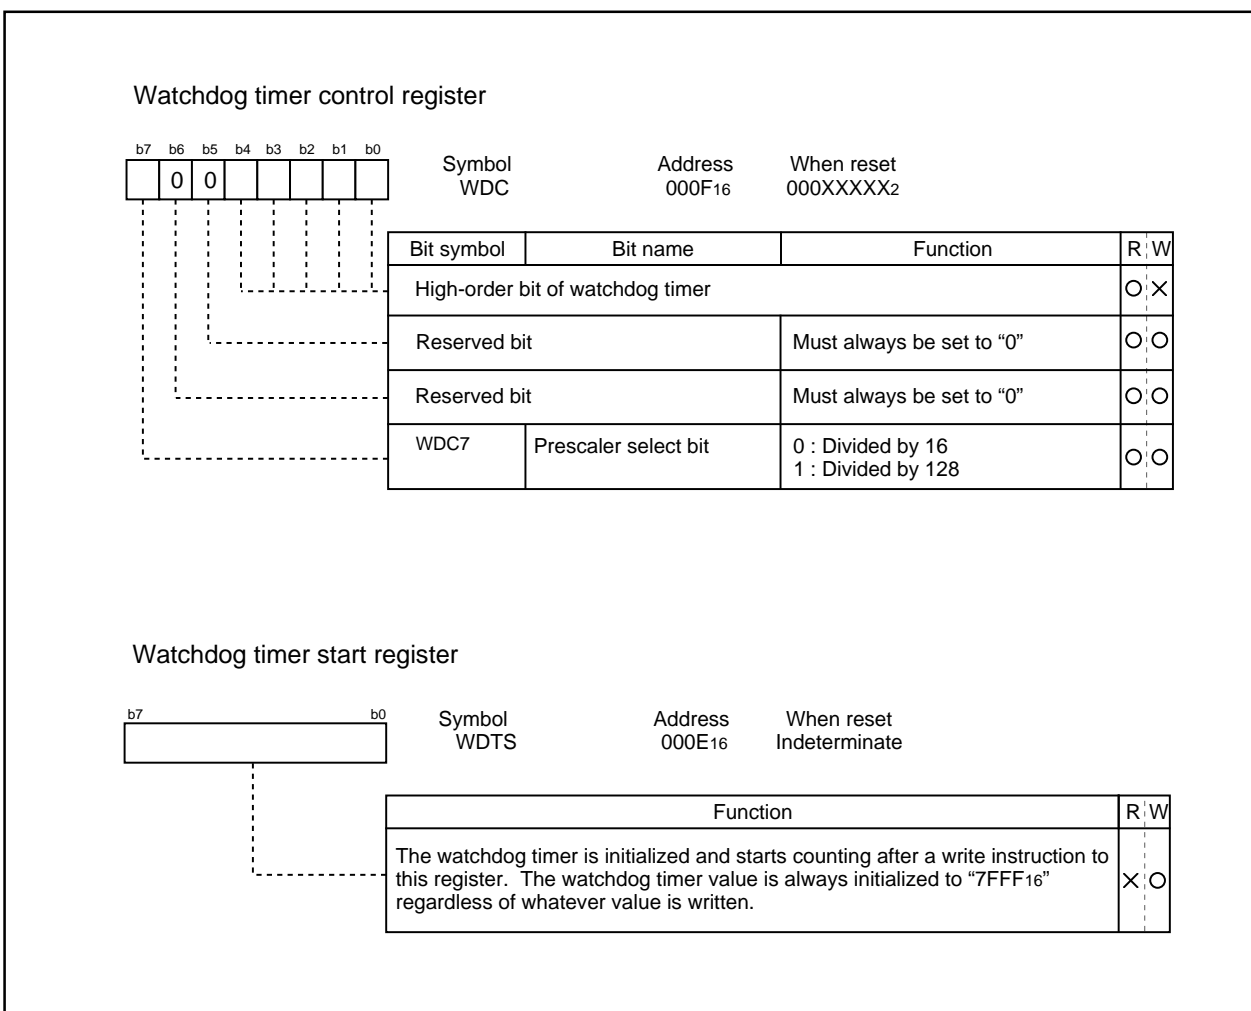 Watchdog timer control register
b7 b6 b5 b4 b3 b2 b1 b0
0 0
Symbol Address When reset
WDC 000F16 000XXXXX2
Bit symbol Bit name Function R W
High-order bit of watchdog timer
Reserved bit Must always be set to “0”
Reserved bit Must always be set to “0”
WDC7 Prescaler select bit 0 : Divided by 16
1 : Divided by 128
Watchdog timer start register
b7 b0
Symbol Address When reset
WDTS 000E16 Indeterminate
Function R W
The watchdog timer is initialized and starts counting after a write instruction to
this register. The watchdog timer value is always initialized to “7FFF16”
regardless of whatever value is written.